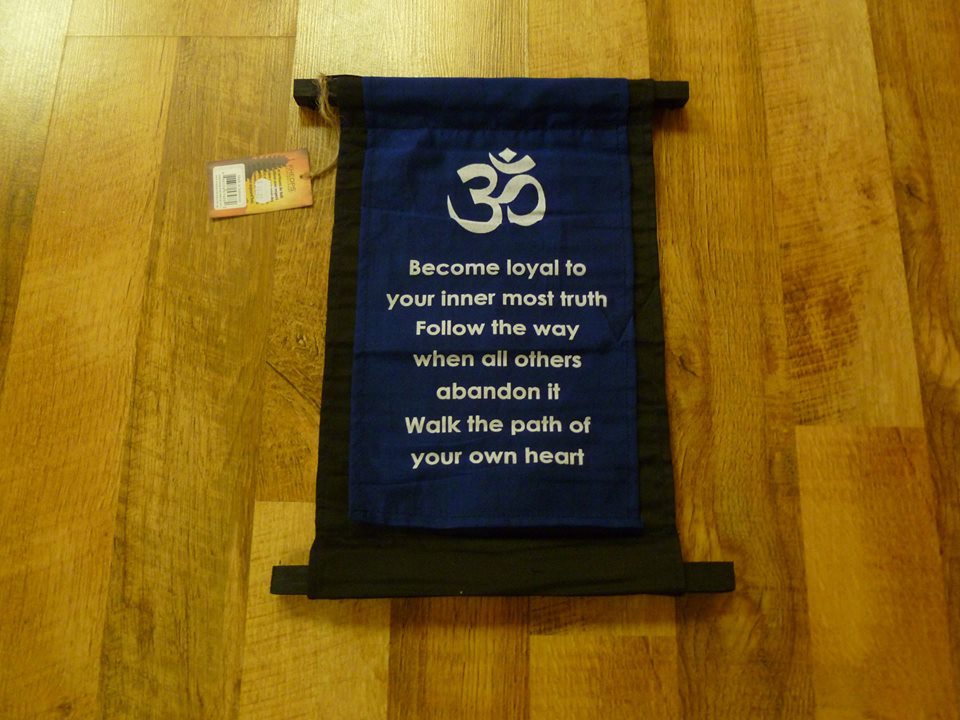 ॐ
Become loyal to
your inner most truth
Follow the way
when all others
abandon it
Walk the path of
your own heart